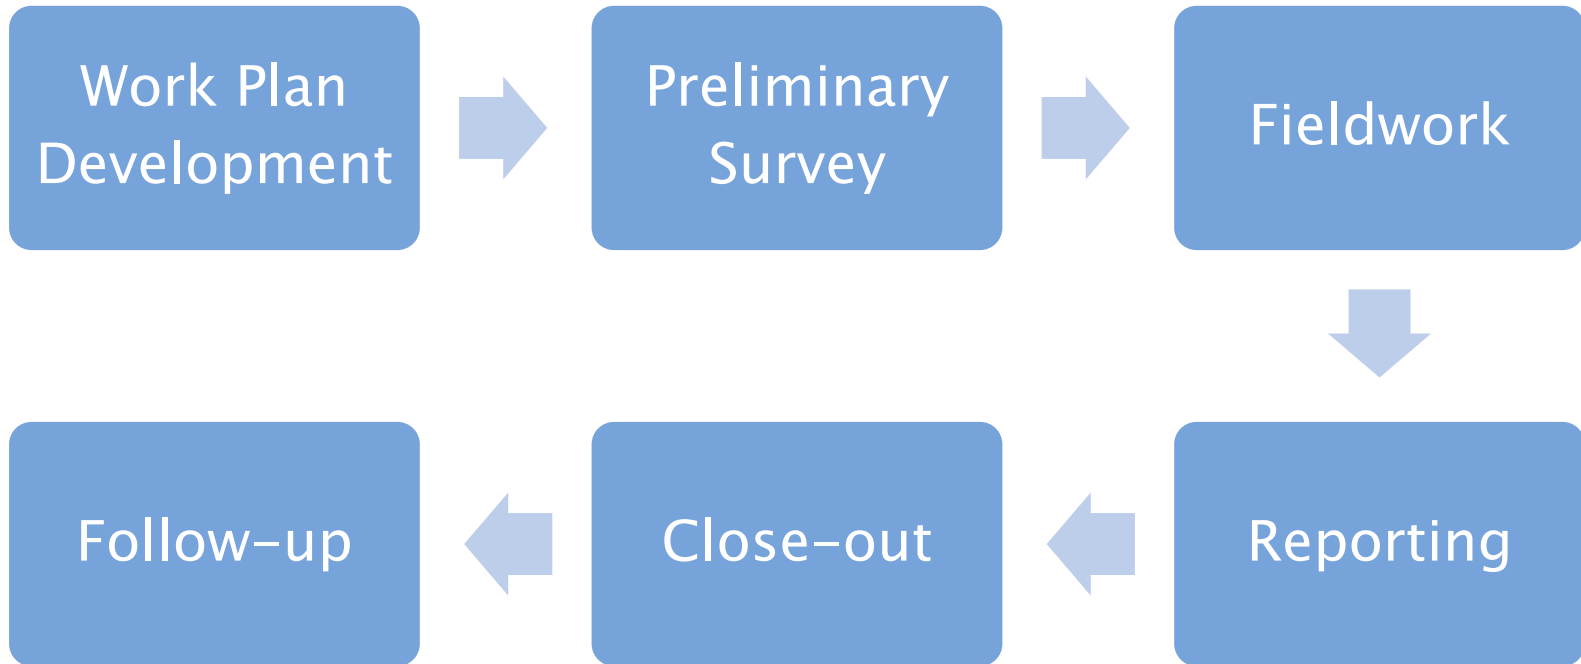 Work Plan
Development
Preliminary
Survey
Fieldwork
Reporting
Close-out
Follow-up